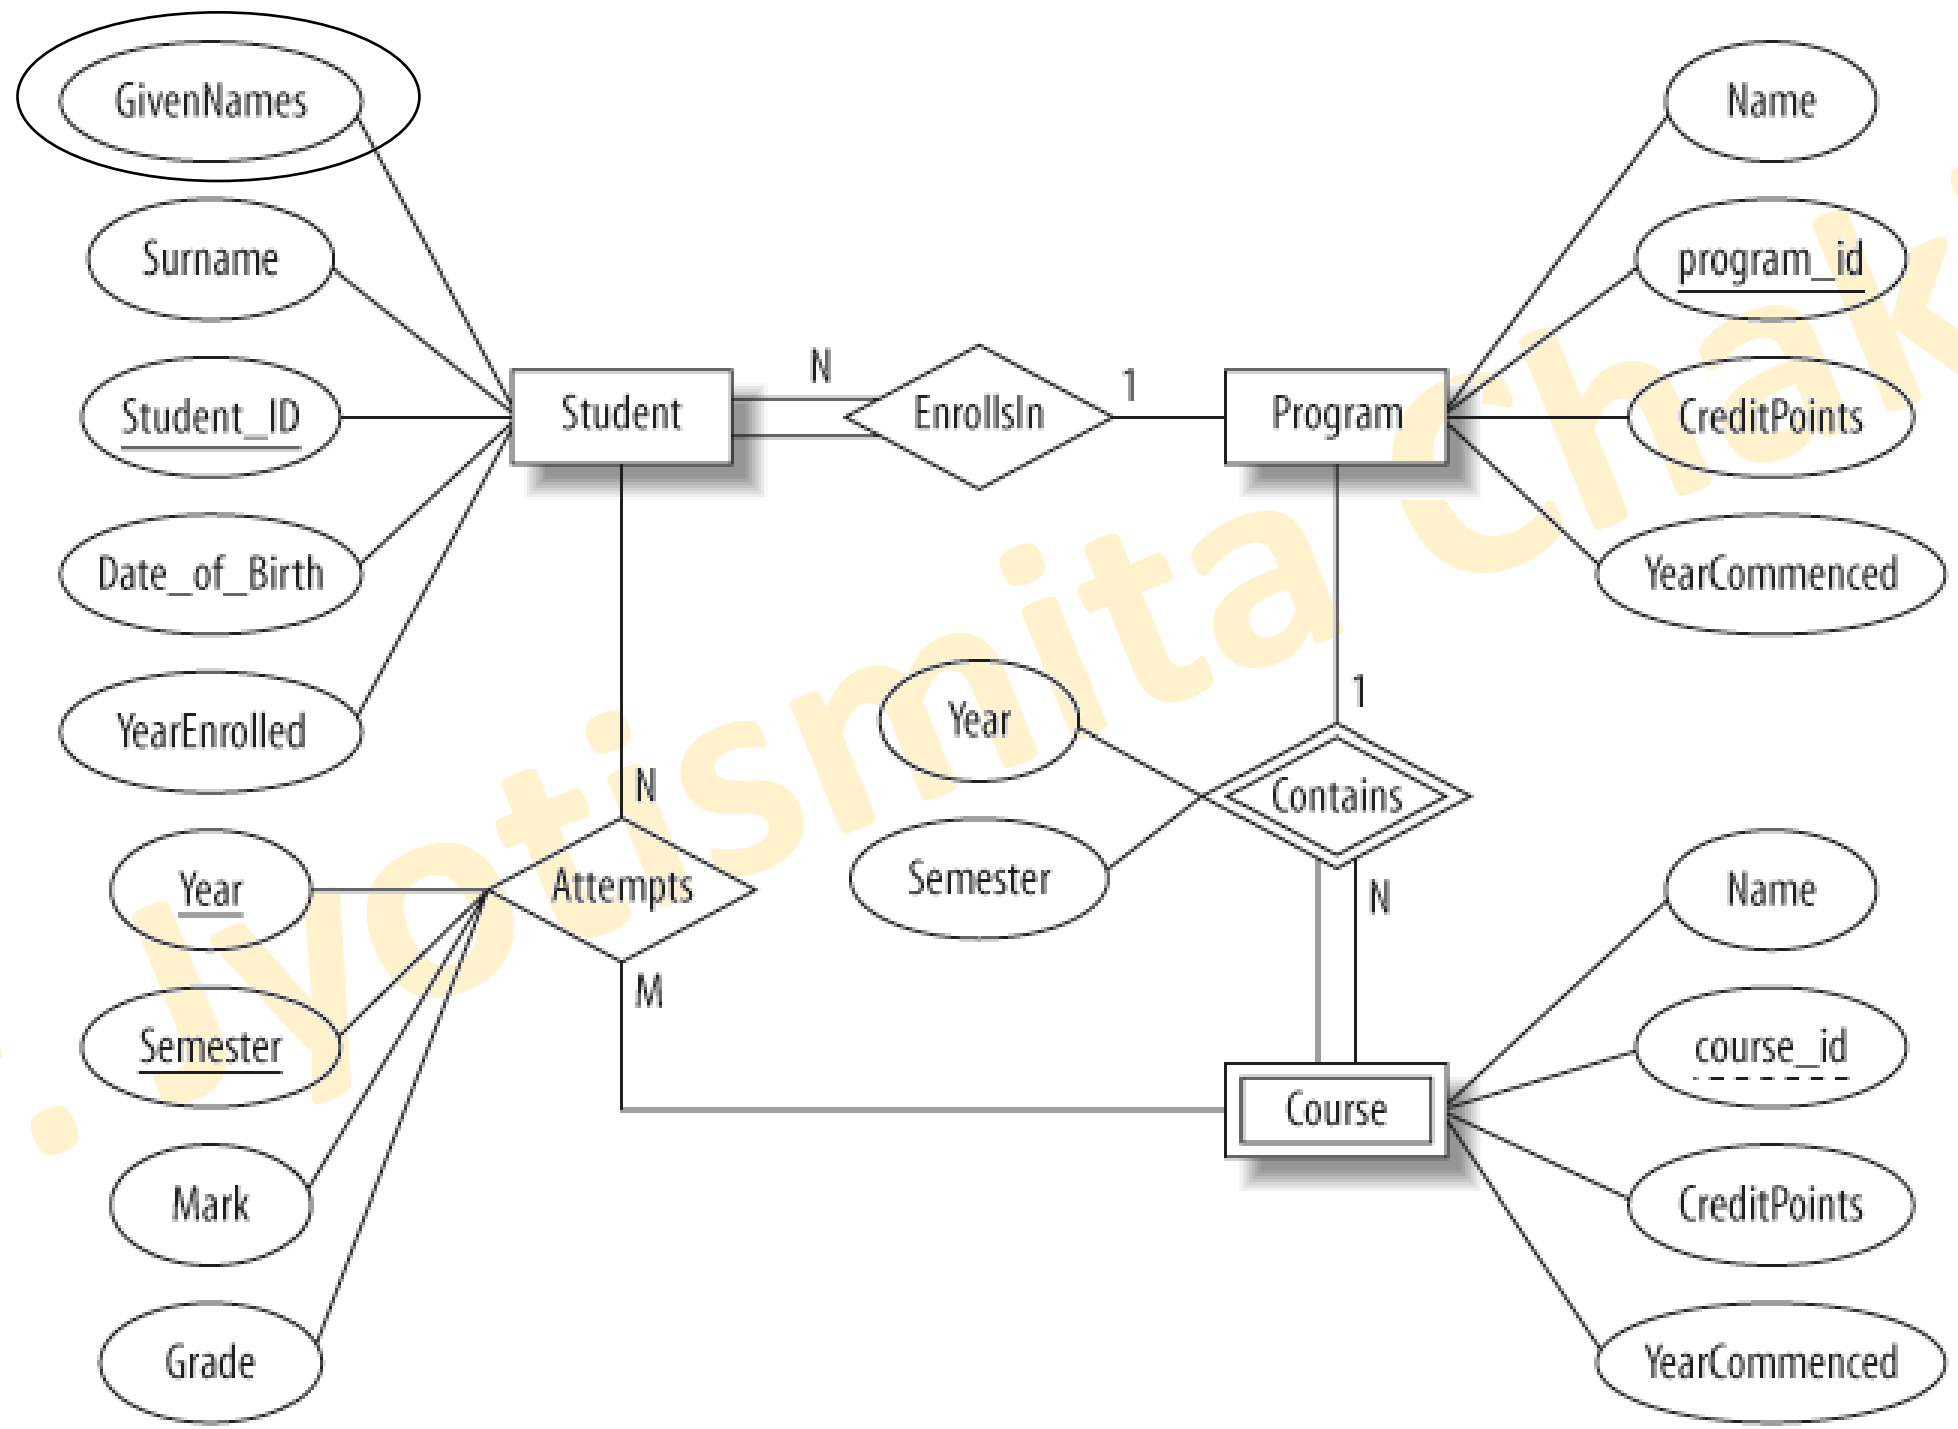 GivenNames
Surname
Student_ID
Date_of_Birth
YearEnrolled
Student
N
EnrollsIn
1
Program
Name
program_id
CreditPoints
YearCommenced
Year
Semester
1
Contains
N
N
Attempts
M
Year
Semester
Mark
Grade
Course
Name
course_id
CreditPoints
YearCommenced
. Jyotismita Chak